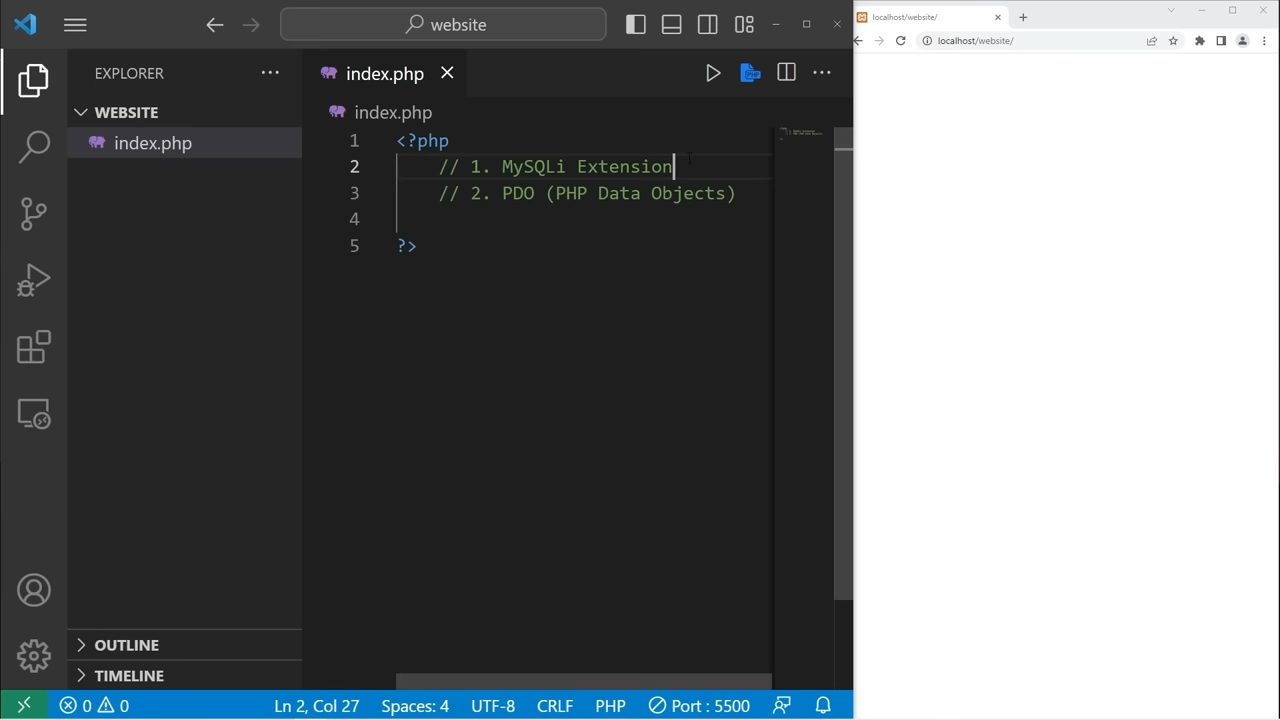 website
EXPLORER
WEBSITE
index.php
OUTLINE
TIMELINE
index.php
index.php
1 <?php
2 // 1. MySQLi Extension
3 // 2. PDO (PHP Data Objects)
4
5 ?>
0 0 Ln 2, Col 27 Spaces: 4 UTF-8 CRLF PHP Port : 5500
localhost/website/
localhost/website/